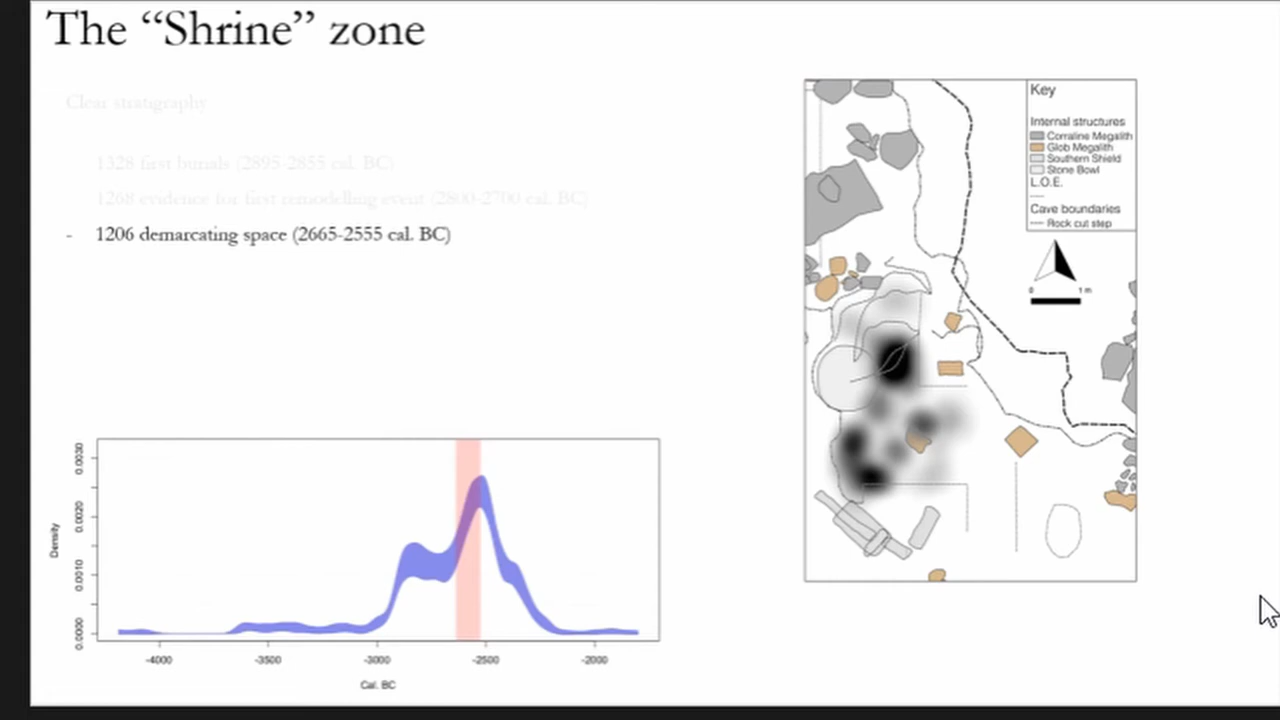 The “Shrine” zone
Clear stratigraphy
1328 first burials (2895-2855 cal. BC)
1268 evidence for first remodelling event (2800-2700 cal. BC)
- 1206 demarcating space (2665-2555 cal. BC)
Key
Internal structures
Corraline Megalith
Glob Megalith
Southern Shield
Stone Bowl
L.O.E.
Cave boundaries
Rock cut step
0 1 m
Density
0.0030
0.0020
0.0010
0.0000
-4000 -3500 -3000 -2500 -2000
Cal. BC